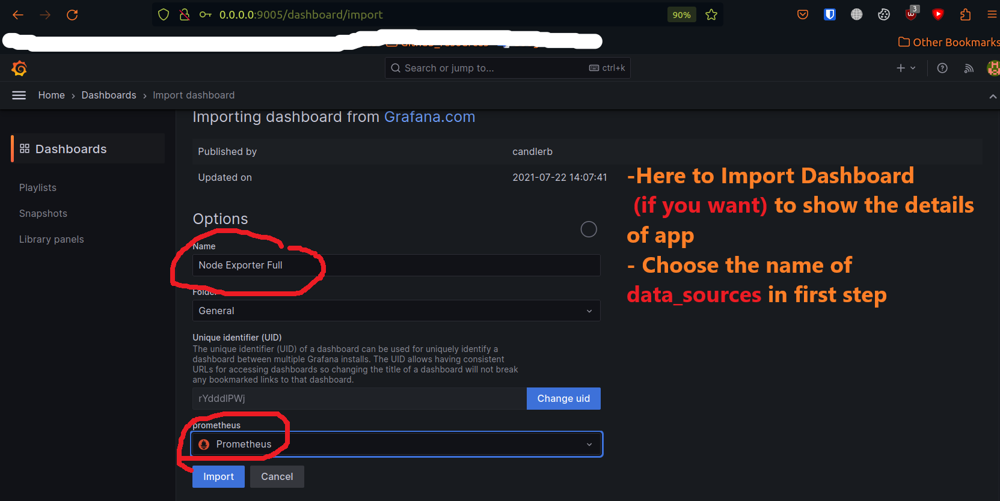 0.0.0.0:9005/dashboard/import
90%
3
Other Bookmarks
Search or jump to...
ctrl+k
Home › Dashboards › Import dashboard
Importing dashboard from Grafana.com
Dashboards
Playlists
Snapshots
Library panels
Published by candlerb
Updated on 2021-07-22 14:07:41
Options
Name
Node Exporter Full
Folder
General
Unique identifier (UID)
The unique identifier (UID) of a dashboard can be used for uniquely identify a
dashboard between multiple Grafana installs. The UID allows having consistent
URLs for accessing dashboards so changing the title of a dashboard will not break
any bookmarked links to that dashboard.
rYdddlPWj
Change uid
prometheus
Prometheus
Import
Cancel
-Here to Import Dashboard
(if you want) to show the details
of app
- Choose the name of
data_sources in first step